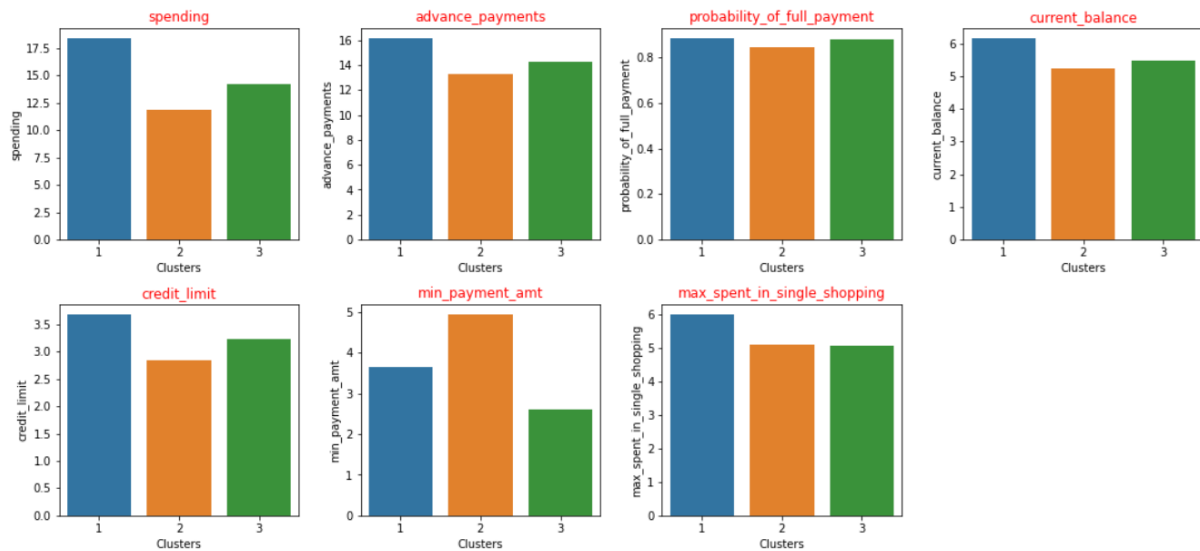 spending
advance_payments
probability_of_full_payment
current_balance
spending
17.5
15.0
12.5
10.0
7.5
5.0
2.5
0.0
1 2 3
Clusters
advance_payments
16
14
12
10
8
6
4
2
0
1 2 3
Clusters
probability_of_full_payment
0.8
0.6
0.4
0.2
0.0
1 2 3
Clusters
current_balance
6
5
4
3
2
1
0
1 2 3
Clusters
credit_limit
min_payment_amt
max_spent_in_single_shopping
credit_limit
3.5
3.0
2.5
2.0
1.5
1.0
0.5
0.0
1 2 3
Clusters
min_payment_amt
5
4
3
2
1
0
1 2 3
Clusters
max_spent_in_single_shopping
6
5
4
3
2
1
0
1 2 3
Clusters